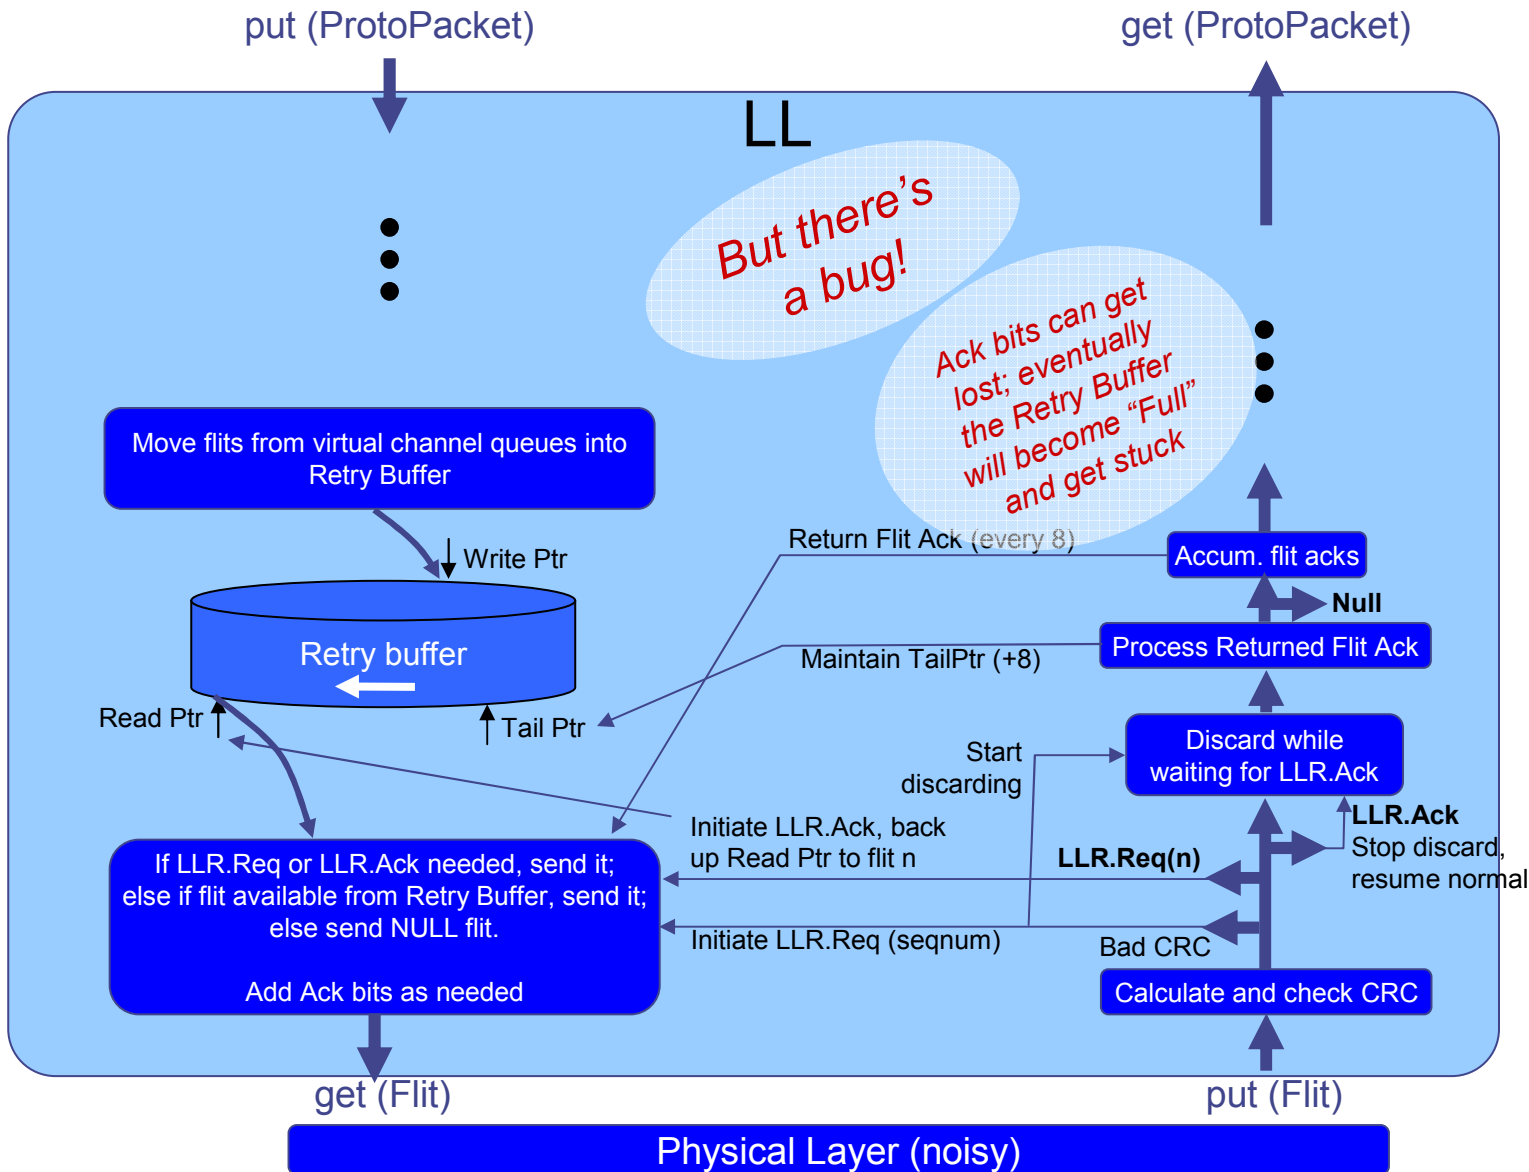 put (ProtoPacket)
get (ProtoPacket)
LL
But there's
a bug!
Ack bits can get
lost; eventually
the Retry Buffer
will become “Full”
and get stuck
Move flits from virtual channel queues into
Retry Buffer
Write Ptr
Retry buffer
Read Ptr
Tail Ptr
Return Flit Ack (every 8)
Accum. flit acks
Null
Maintain TailPtr (+8)
Process Returned Flit Ack
Start
discarding
Discard while
waiting for LLR.Ack
LLR.Ack
Stop discard,
resume normal
Initiate LLR.Ack, back
up Read Ptr to flit n
LLR.Req(n)
If LLR.Req or LLR.Ack needed, send it;
else if flit available from Retry Buffer, send it;
else send NULL flit.
Add Ack bits as needed
Initiate LLR.Req (seqnum)
Bad CRC
Calculate and check CRC
get (Flit)
put (Flit)
Physical Layer (noisy)